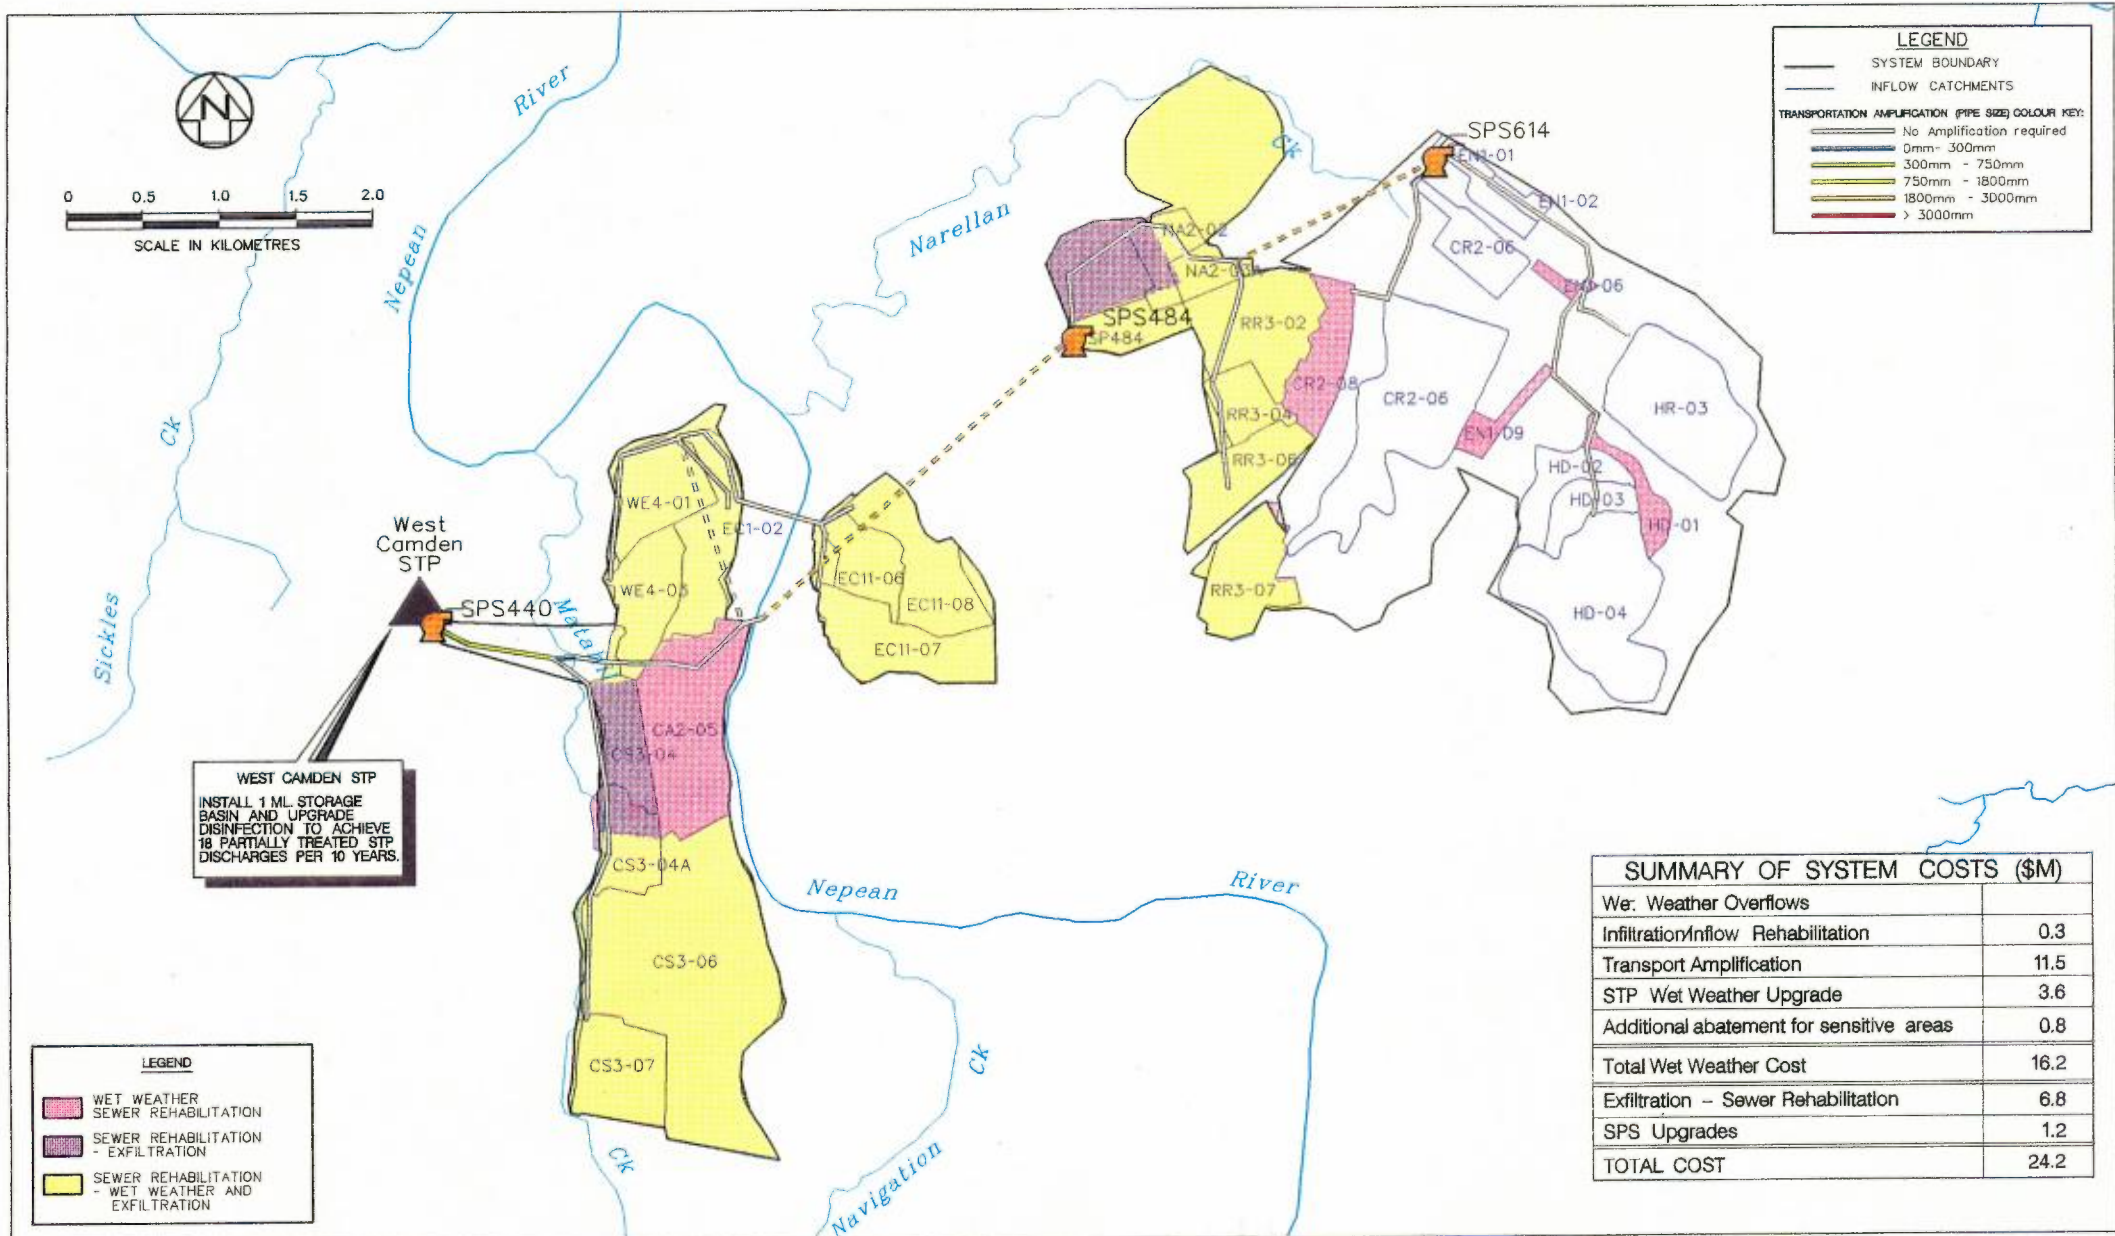 LEGEND
SYSTEM BOUNDARY
INFLOW CATCHMENTS
TRANSPORTATION AMPLIFICATION (PIPE SIZE) COLOUR KEY:
No Amplification required
0mm- 300mm
300mm - 750mm
750mm - 1800mm
1800mm - 3000mm
> 3000mm
N
0 0.5 1.0 1.5 2.0
SCALE IN KILOMETRES
River
Nepean
Narellan
Ck
SPS614
EN1-01
EN1-02
NA2-02
CR2-06
NA2-03A
EN1-06
SPS484
SP484
RR3-02
CR2-08
CR2-06
HR-03
RR3-04
EN1-09
RR3-06
HD-02
HD-03
HD-01
RR3-07
HD-04
Ck
Sickles
WE4-01
EC1-02
West
Camden
STP
SPS440
WE4-03
EC11-06
EC11-08
EC11-07
CA2-05
CS3-04
WEST CAMDEN STP
INSTALL 1 ML STORAGE
BASIN AND UPGRADE
DISINFECTION TO ACHIEVE
18 PARTIALLY TREATED STP
DISCHARGES PER 10 YEARS.
CS3-04A
Nepean
River
CS3-06
CS3-07
Ck
Ck
Navigation
LEGEND
WET WEATHER
SEWER REHABILITATION
SEWER REHABILITATION
- EXFILTRATION
SEWER REHABILITATION
- WET WEATHER AND
EXFILTRATION
SUMMARY OF SYSTEM COSTS ($M)
Wet Weather Overflows
Infiltration/Inflow Rehabilitation 0.3
Transport Amplification 11.5
STP Wet Weather Upgrade 3.6
Additional abatement for sensitive areas 0.8
Total Wet Weather Cost 16.2
Exfiltration - Sewer Rehabilitation 6.8
SPS Upgrades 1.2
TOTAL COST 24.2